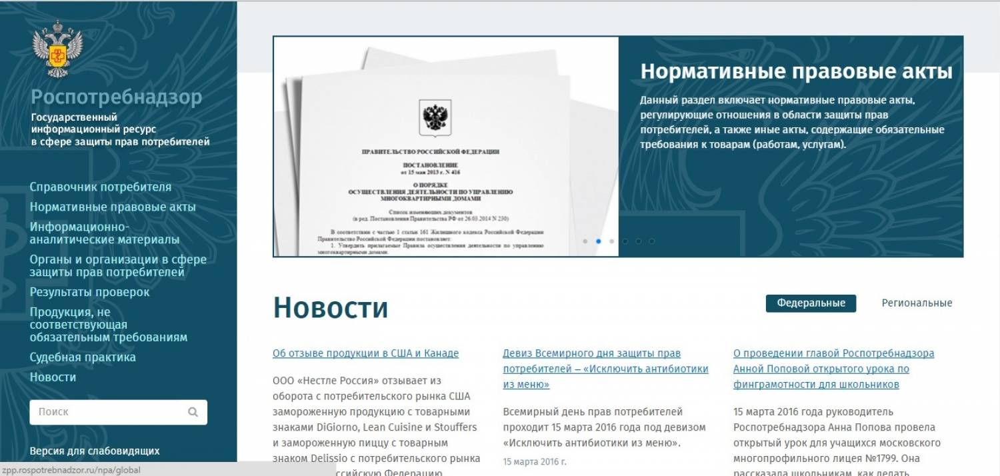 Роспотребнадзор
Государственный
информационный ресурс
в сфере защиты прав потребителей
Справочник потребителя
Нормативные правовые акты
Информационно-
аналитические материалы
Органы и организации в сфере
защиты прав потребителей
Результаты проверок
Продукция, не
соответствующая
обязательным требованиям
Судебная практика
Новости
Поиск
Версия для слабовидящих
zpp.rospotrebnadzor.ru/npa/global
ПРАВИТЕЛЬСТВО РОССИЙСКОЙ ФЕДЕРАЦИИ
ПОСТАНОВЛЕНИЕ
от 15 мая 2013 г. N 416
О ПОРЯДКЕ
ОСУЩЕСТВЛЕНИЯ ДЕЯТЕЛЬНОСТИ ПО УПРАВЛЕНИЮ
МНОГОКВАРТИРНЫМИ ДОМАМИ
Список изменяющих документов
(в ред. Постановления Правительства РФ от 26.03.2014 N 230)
В соответствии с частью 1 статьи 161 Жилищного кодекса Российской Федерации
Правительство Российской Федерации постановляет:
1. Утвердить прилагаемые Правила осуществления деятельности по управлению
многоквартирными домами.
Нормативные правовые акты
Данный раздел включает нормативные правовые акты,
регулирующие отношения в области защиты прав
потребителей, а также иные акты, содержащие обязательные
требования к товарам (работам, услугам).
Новости
Федеральные
Региональные
Об отзыве продукции в США и Канаде
ООО «Нестле Россия» отзывает из
оборота с потребительского рынка США
замороженную продукцию с товарными
знаками DiGiorno, Lean Cuisine и Stouffers
и замороженную пиццу с товарным
знаком Delissio с потребительского рынка
ссийскую Федерацию
Девиз Всемирного дня защиты прав
потребителей – «Исключить антибиотики
из меню»
Всемирный день прав потребителей
проходит 15 марта 2016 года под девизом
«Исключить антибиотики из меню».
15 марта 2016 г.
О проведении главой Роспотребнадзора
Анной Поповой открытого урока по
финграмотности для школьников
15 марта 2016 года руководитель
Роспотребнадзора Анна Попова провела
открытый урок для учащихся московского
многопрофильного лицея №1799. Она
рассказала школьникам, как делать